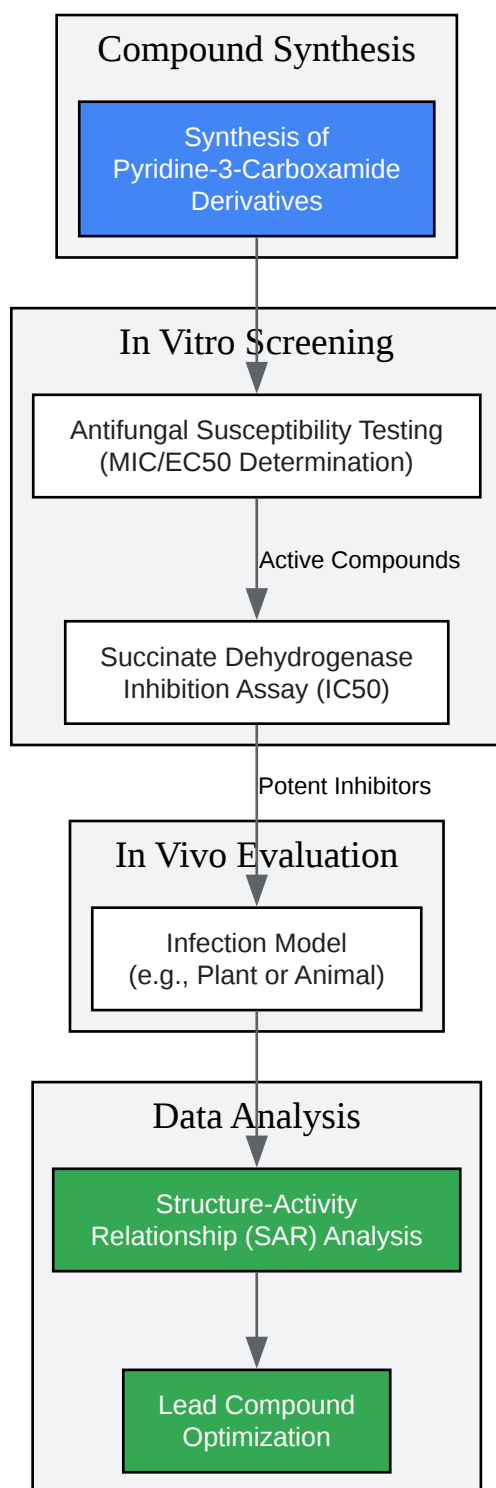 Compound Synthesis
Synthesis of
Pyridine-3-Carboxamide
Derivatives
In Vitro Screening
Antifungal Susceptibility Testing
(MIC/EC50 Determination)
Active Compounds
Succinate Dehydrogenase
Inhibition Assay (IC50)
Potent Inhibitors
In Vivo Evaluation
Infection Model
(e.g., Plant or Animal)
Data Analysis
Structure-Activity
Relationship (SAR) Analysis
Lead Compound
Optimization